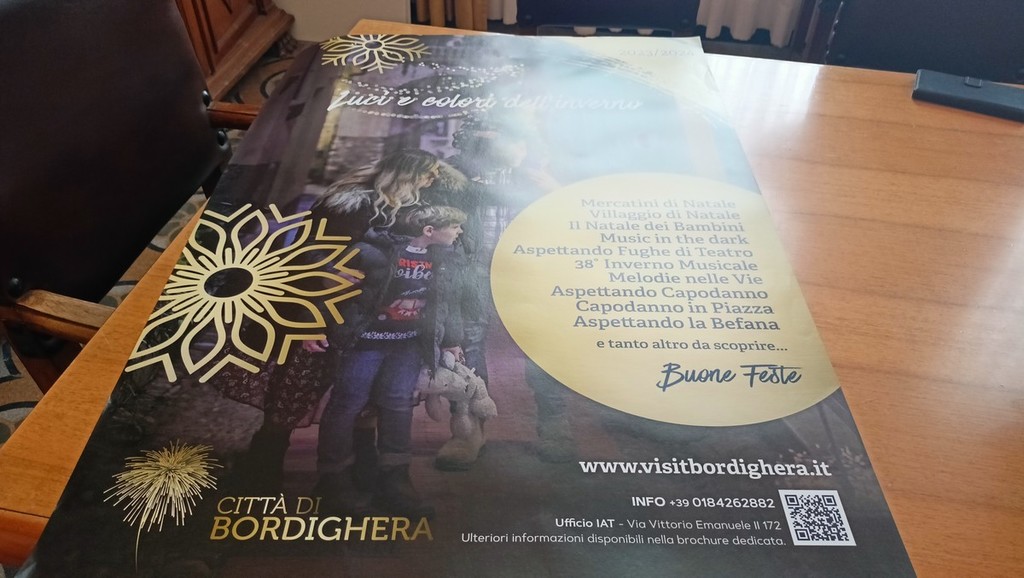 Luci e colori dell'inverno
Mercatini di Natale
Villaggio di Natale
Il Natale dei Bambini
Music in the dark
Aspettando Fughe di Teatro
38° Inverno Musicale
Melodie nelle Vie
Aspettando Capodanno
Capodanno in Piazza
Aspettando la Befana
e tanto altro da scoprire...
Buone Feste
www.visitbordighera.it
INFO +39 0184262882
Ufficio IAT - Via Vittorio Emanuele II 172
Ulteriori informazioni disponibili nella brochure dedicata.
CITTÀ DI
BORDIGHERA